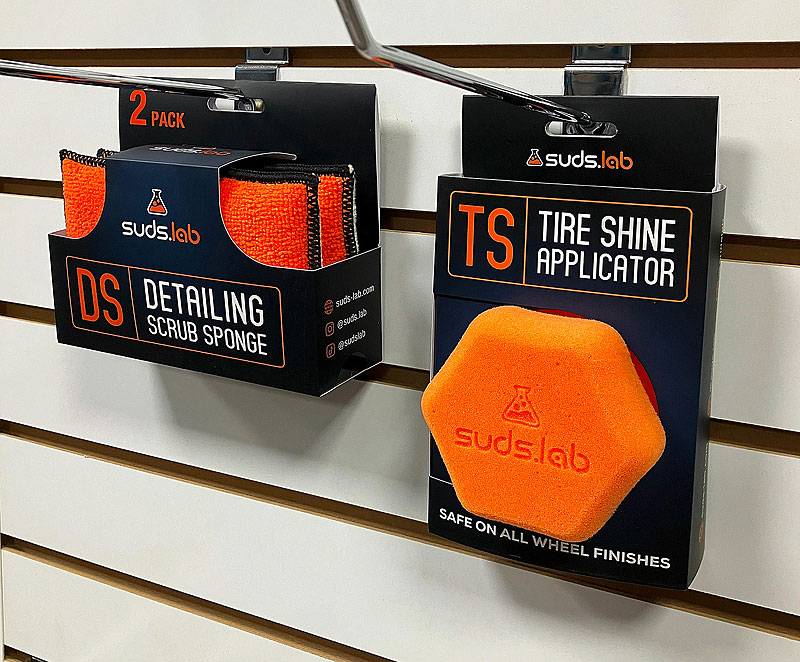 2 PACK
suds.lab
suds.lab
DS
DETAILING
SCRUB SPONGE
suds-lab.com
@suds.lab
@sudslab
suds.lab
TS
TIRE SHINE
APPLICATOR
suds.lab
SAFE ON ALL WHEEL FINISHES